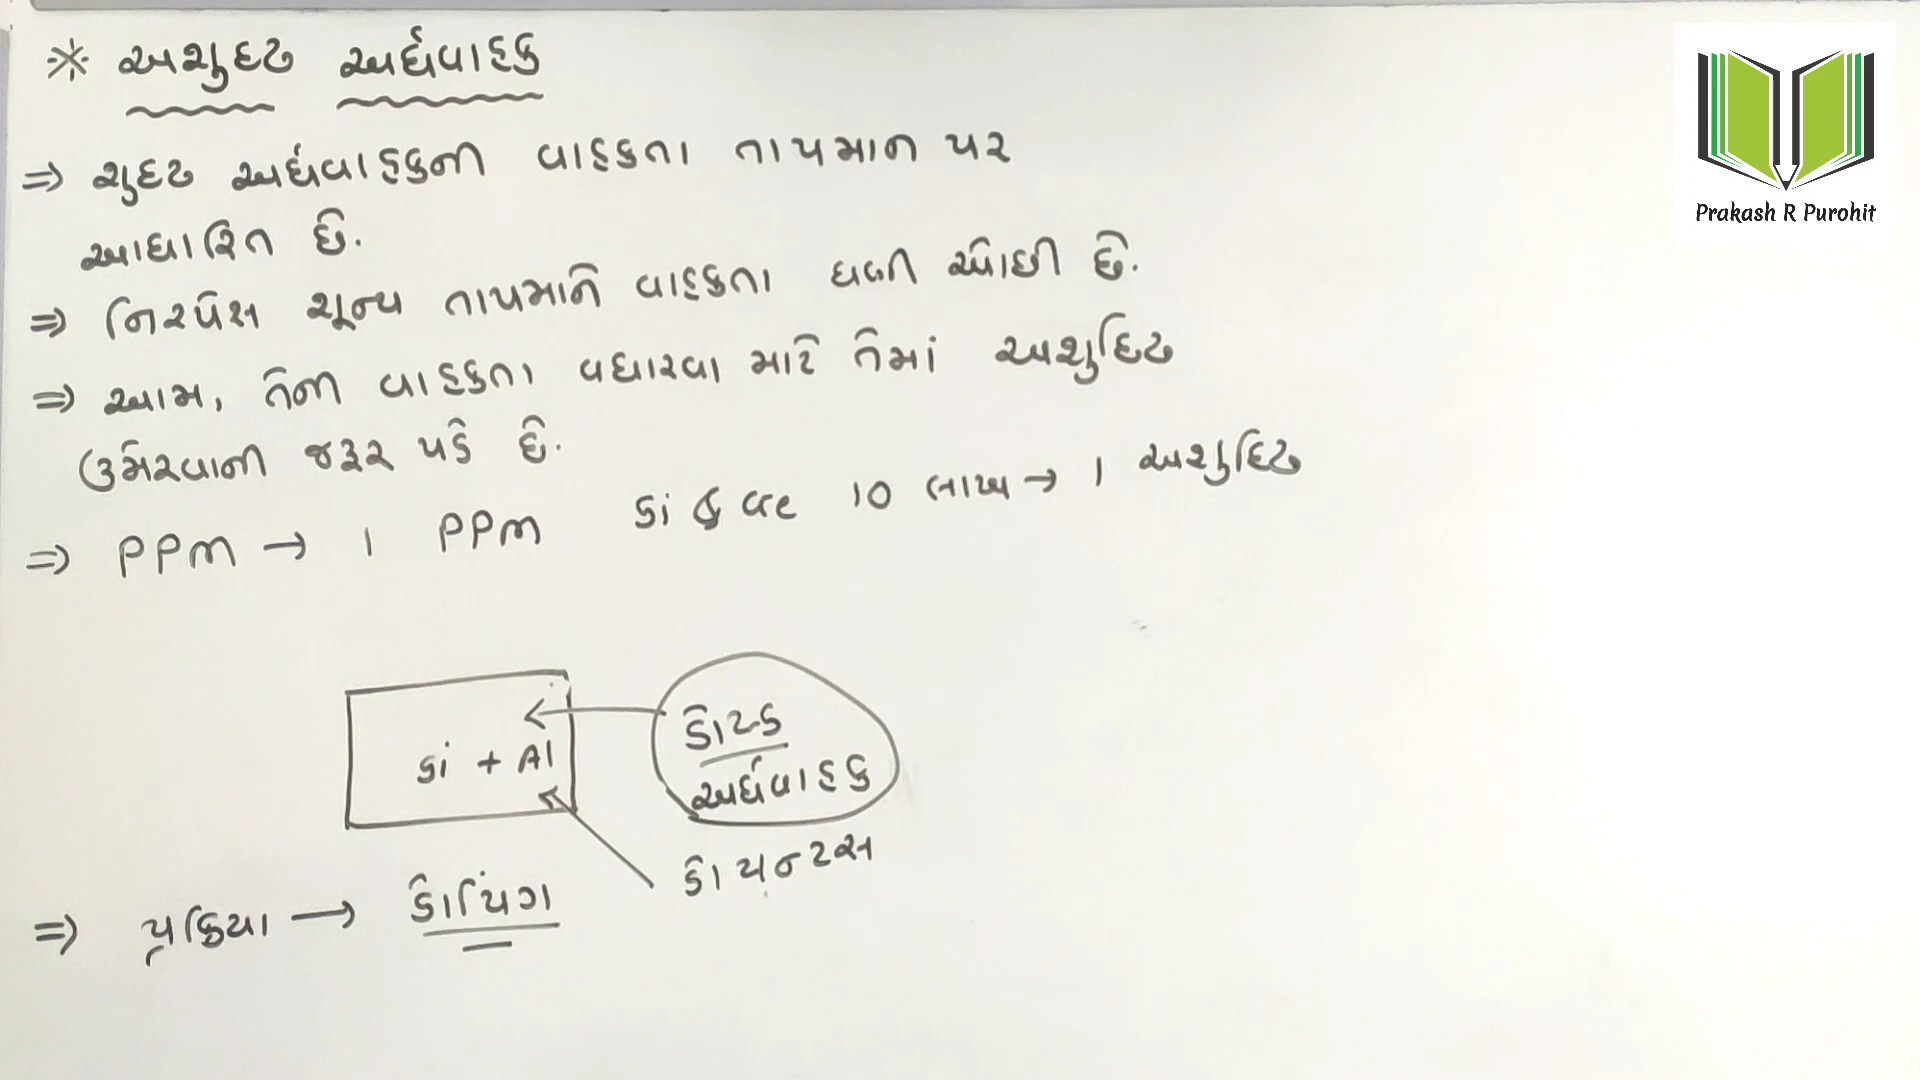 * અશુદ્ધ અર્ધવાહક
⇒ શુદ્ધ અર્ધવાહકની વાહકતા તાપમાન પર
આધારિત છે.
⇒ નિરપેક્ષ શૂન્ય તાપમાને વાહકતા ઘણી ઓછી છે.
⇒ આમ, તેની વાહકતા વધારવા માટે તેમાં અશુદ્ધિ
ઉમેરવાની જરૂર પડે છે.
⇒ PPM → 1 PPM Si કે Ge 10 લાખ → 1 અશુદ્ધિ
Si + Al
ડોપ્ડ
અર્ધવાહક
ડોપન્ટસ
⇒ પ્રક્રિયા → ડોપિંગ
Prakash R Purohit